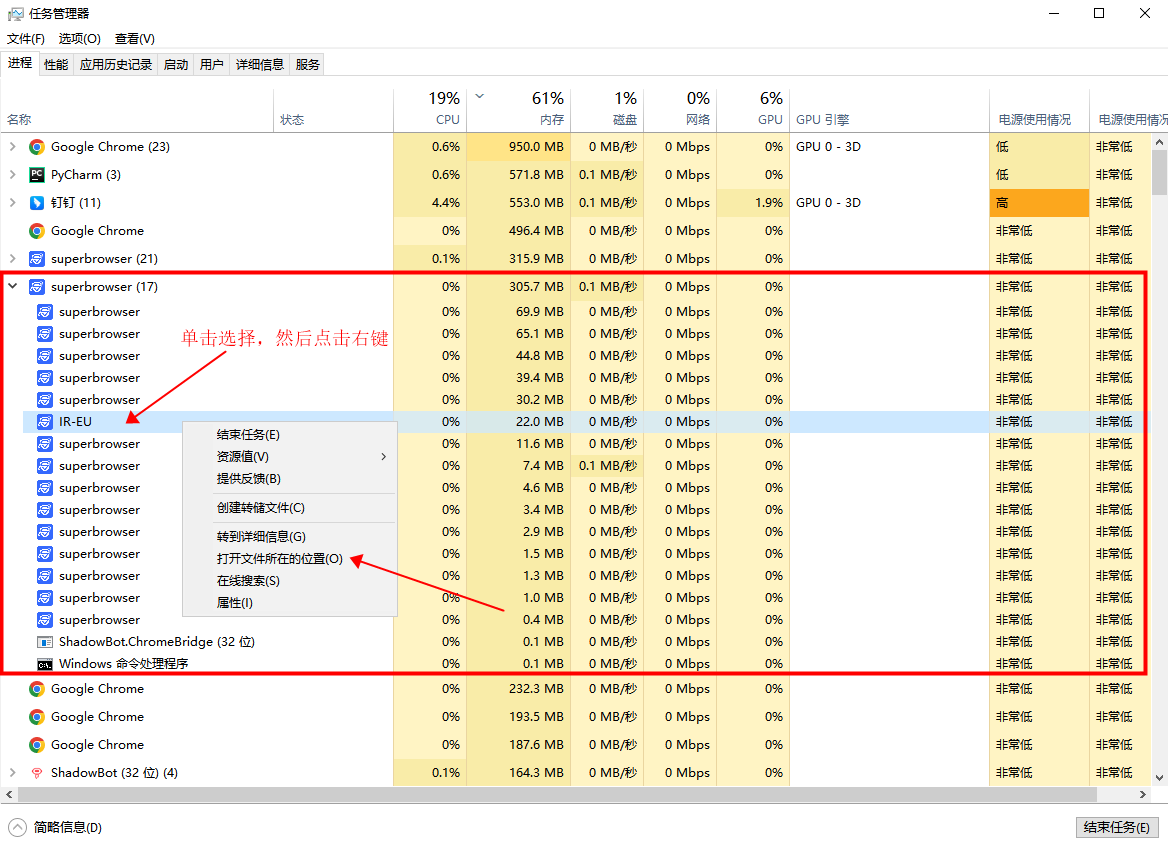 任务管理器
文件(F) 选项(O) 查看(V)
进程 性能 应用历史记录 启动 用户 详细信息 服务
19% 61% 1% 0% 6%
名称 状态 CPU 内存 磁盘 网络 GPU GPU 引擎 电源使用情况 电源使用情况
Google Chrome (23) 0.6% 950.0 MB 0 MB/秒 0 Mbps 0% GPU 0 - 3D 低 非常低
PyCharm (3) 0.6% 571.8 MB 0.1 MB/秒 0 Mbps 0% 低 非常低
钉钉 (11) 4.4% 553.0 MB 0.1 MB/秒 0 Mbps 1.9% GPU 0 - 3D 高 非常低
Google Chrome 0% 496.4 MB 0 MB/秒 0 Mbps 0% 非常低 非常低
superbrowser (21) 0.1% 315.9 MB 0 MB/秒 0 Mbps 0% 非常低 非常低
superbrowser (17) 0% 305.7 MB 0.1 MB/秒 0 Mbps 0% 非常低 非常低
superbrowser 0% 69.9 MB 0 MB/秒 0 Mbps 0% 非常低 非常低
superbrowser 0% 65.1 MB 0 MB/秒 0 Mbps 0% 非常低 非常低
单击选择，然后点击右键
superbrowser 0% 44.8 MB 0 MB/秒 0 Mbps 0% 非常低 非常低
superbrowser 0% 39.4 MB 0 MB/秒 0 Mbps 0% 非常低 非常低
superbrowser 0% 30.2 MB 0 MB/秒 0 Mbps 0% 非常低 非常低
IR-EU 0% 22.0 MB 0 MB/秒 0 Mbps 0% 非常低 非常低
superbrowser 0% 11.6 MB 0 MB/秒 0 Mbps 0% 非常低 非常低
superbrowser 0% 7.4 MB 0.1 MB/秒 0 Mbps 0% 非常低 非常低
superbrowser 0% 4.6 MB 0 MB/秒 0 Mbps 0% 非常低 非常低
superbrowser 0% 3.4 MB 0 MB/秒 0 Mbps 0% 非常低 非常低
superbrowser 0% 2.9 MB 0 MB/秒 0 Mbps 0% 非常低 非常低
superbrowser 0% 1.5 MB 0 MB/秒 0 Mbps 0% 非常低 非常低
superbrowser 0% 1.3 MB 0 MB/秒 0 Mbps 0% 非常低 非常低
superbrowser 0% 1.0 MB 0 MB/秒 0 Mbps 0% 非常低 非常低
superbrowser 0% 0.4 MB 0 MB/秒 0 Mbps 0% 非常低 非常低
结束任务(E)
资源值(V)
提供反馈(B)
创建转储文件(C)
转到详细信息(G)
打开文件所在的位置(O)
在线搜索(S)
属性(I)
ShadowBot.ChromeBridge (32 位) 0% 0.1 MB 0 MB/秒 0 Mbps 0% 非常低 非常低
C:\. Windows 命令处理程序 0% 0.1 MB 0 MB/秒 0 Mbps 0% 非常低 非常低
Google Chrome 0% 232.3 MB 0 MB/秒 0 Mbps 0% 非常低 非常低
Google Chrome 0% 193.5 MB 0 MB/秒 0 Mbps 0% 非常低 非常低
Google Chrome 0% 187.6 MB 0 MB/秒 0 Mbps 0% 非常低 非常低
ShadowBot (32 位) (4) 0.1% 164.3 MB 0 MB/秒 0 Mbps 0% 非常低 非常低
简略信息(D) 结束任务(E)